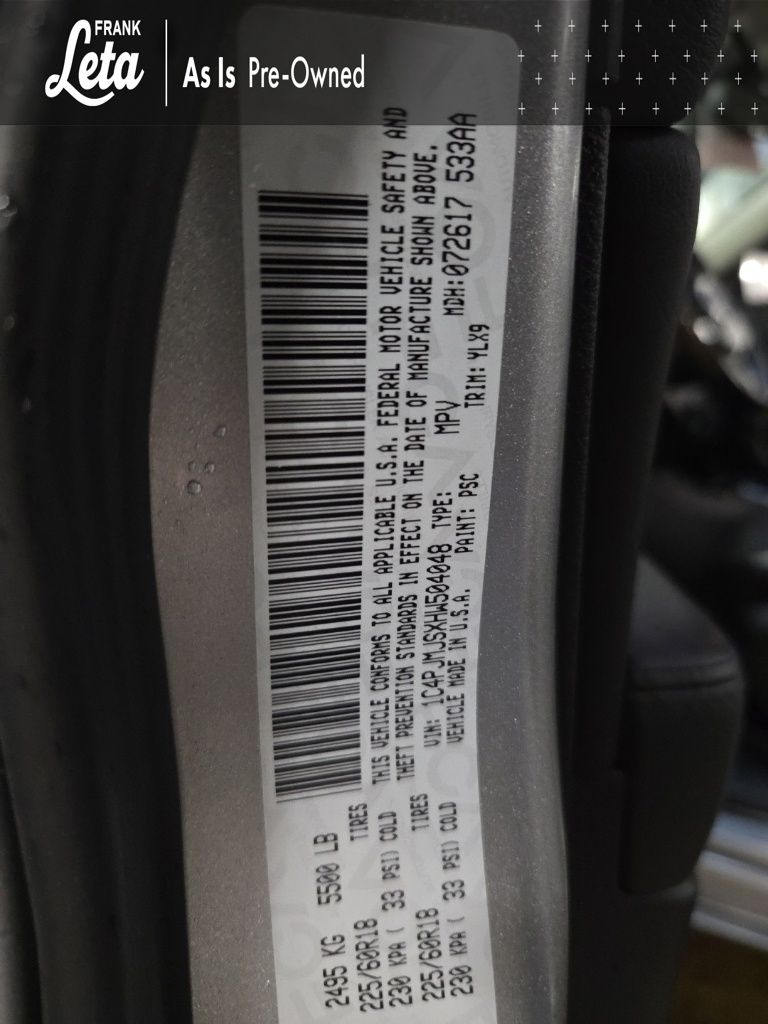 FRANK
Leta
As Is Pre-Owned
2495 KG 5500 LB
225/60R18 TIRES
230 KPA ( 33 PSI) COLD
225/60R18 TIRES
230 KPA ( 33 PSI) COLD
THIS VEHICLE CONFORMS TO ALL APPLICABLE U.S.A. FEDERAL MOTOR VEHICLE SAFETY AND
THEFT PREVENTION STANDARDS IN EFFECT ON THE DATE OF MANUFACTURE SHOWN ABOVE.
VIN: 1C4PJMJSXHW504048 TYPE: MPV MDH:072617 533AA
VEHICLE MADE IN U.S.A. PAINT: PSC TRIM: YLX9